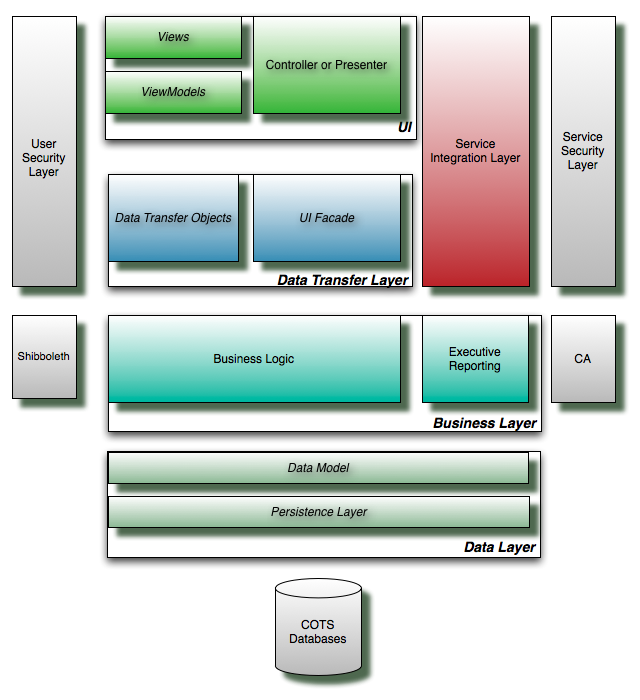 Views
Controller or Presenter
ViewModels
UI
User
Security
Layer
Service
Integration Layer
Service
Security
Layer
Data Transfer Objects
UI Facade
Data Transfer Layer
Shibboleth
Business Logic
Executive
Reporting
CA
Business Layer
Data Model
Persistence Layer
Data Layer
COTS
Databases